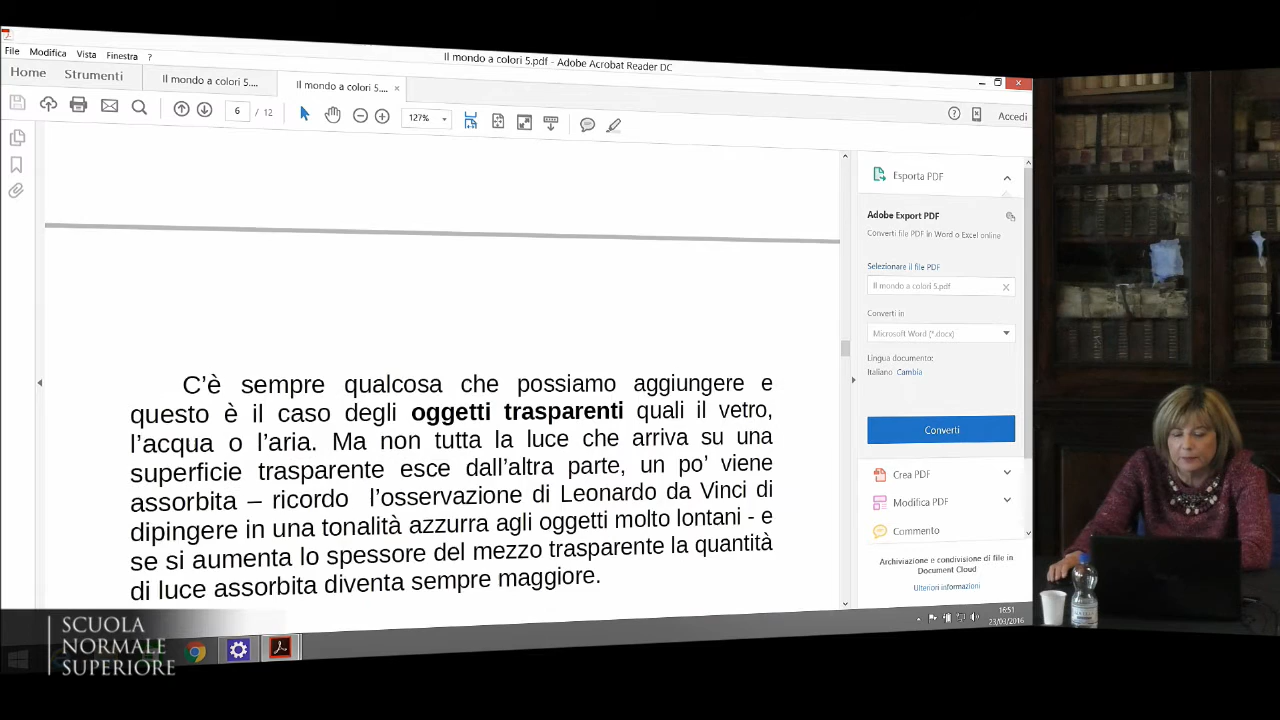 Il mondo a colori 5.pdf - Adobe Acrobat Reader DC
File Modifica Vista Finestra ?
Home Strumenti Il mondo a colori 5.... Il mondo a colori 5.... ×
6 / 12 127% Accedi
Esporta PDF
Adobe Export PDF
Converti file PDF in Word o Excel online
Selezionare il file PDF
Il mondo a colori 5.pdf ×
Converti in
Microsoft Word (*.docx)
Lingua documento:
Italiano Cambia
Converti
Crea PDF
Modifica PDF
Commento
Archiviazione e condivisione di file in
Document Cloud
Ulteriori informazioni
C'è sempre qualcosa che possiamo aggiungere e
questo è il caso degli oggetti trasparenti quali il vetro,
l'acqua o l'aria. Ma non tutta la luce che arriva su una
superficie trasparente esce dall'altra parte, un po' viene
assorbita – ricordo l'osservazione di Leonardo da Vinci di
dipingere in una tonalità azzurra agli oggetti molto lontani - e
se si aumenta lo spessore del mezzo trasparente la quantità
di luce assorbita diventa sempre maggiore.
16:51
23/03/2016
SCUOLA
NORMALE
SUPERIORE